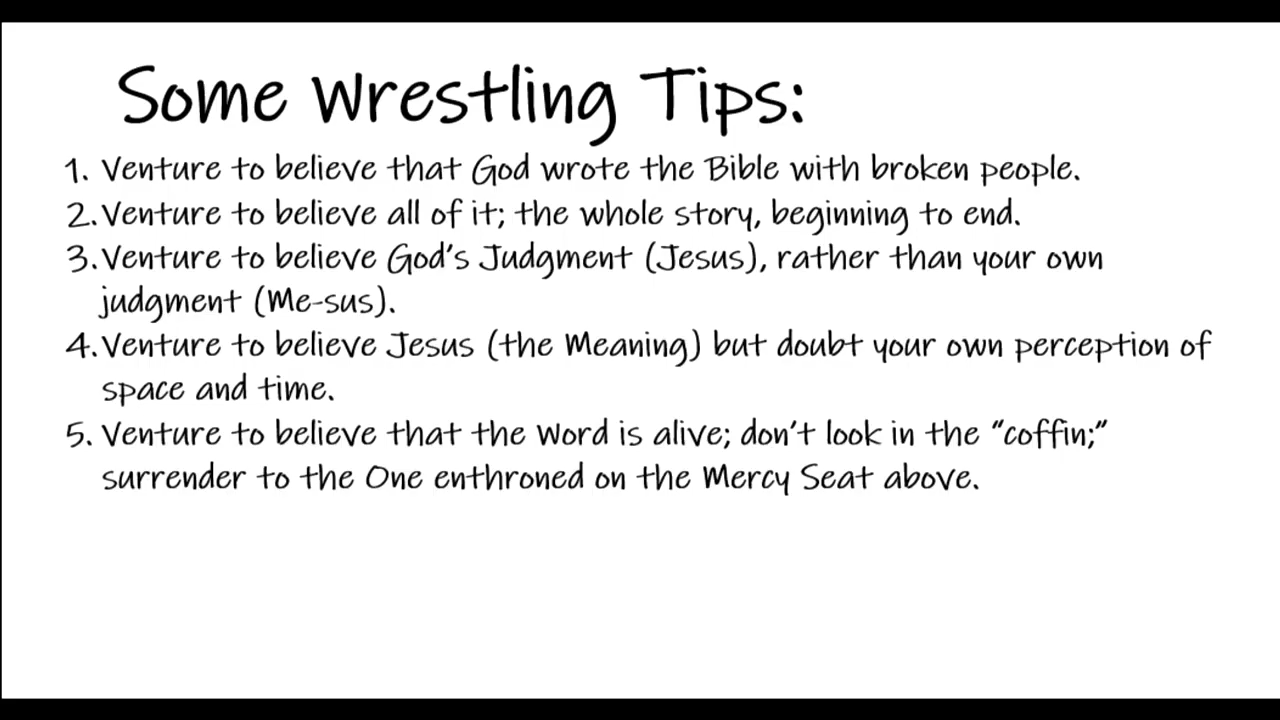 Some Wrestling Tips:
1. Venture to believe that God wrote the Bible with broken people.
2. Venture to believe all of it; the whole story, beginning to end.
3. Venture to believe God's Judgment (Jesus), rather than your own
judgment (Me-sus).
4. Venture to believe Jesus (the Meaning) but doubt your own perception of
space and time.
5. Venture to believe that the Word is alive; don't look in the "coffin;"
surrender to the One enthroned on the Mercy Seat above.